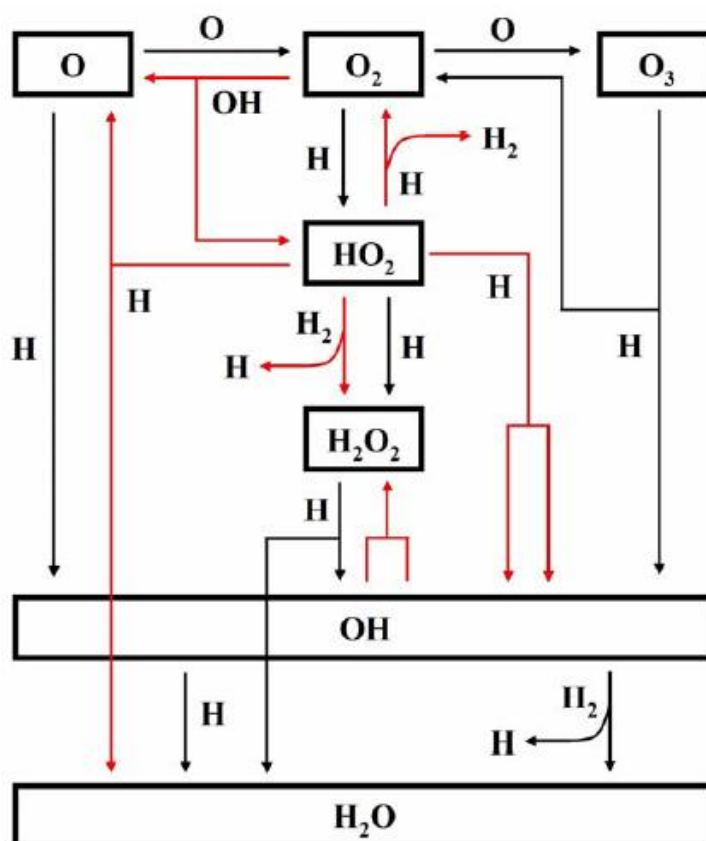 O O
O O₂ O₃
OH
H H H₂
HO₂
H H
H H₂ H H
H
H₂O₂
H
OH
H H₂
H
H₂O